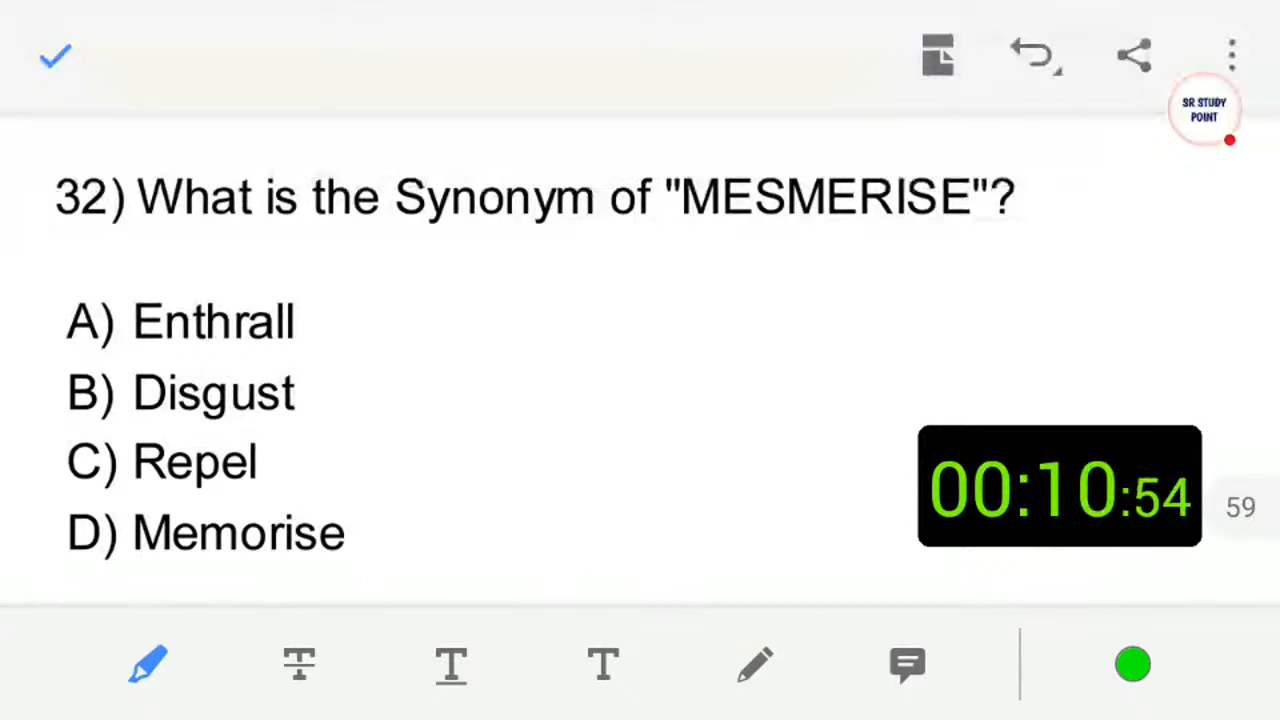 SR STUDY
POINT
32) What is the Synonym of "MESMERISE"?
A) Enthrall
B) Disgust
C) Repel
D) Memorise
00:10:54
59
T
T
T